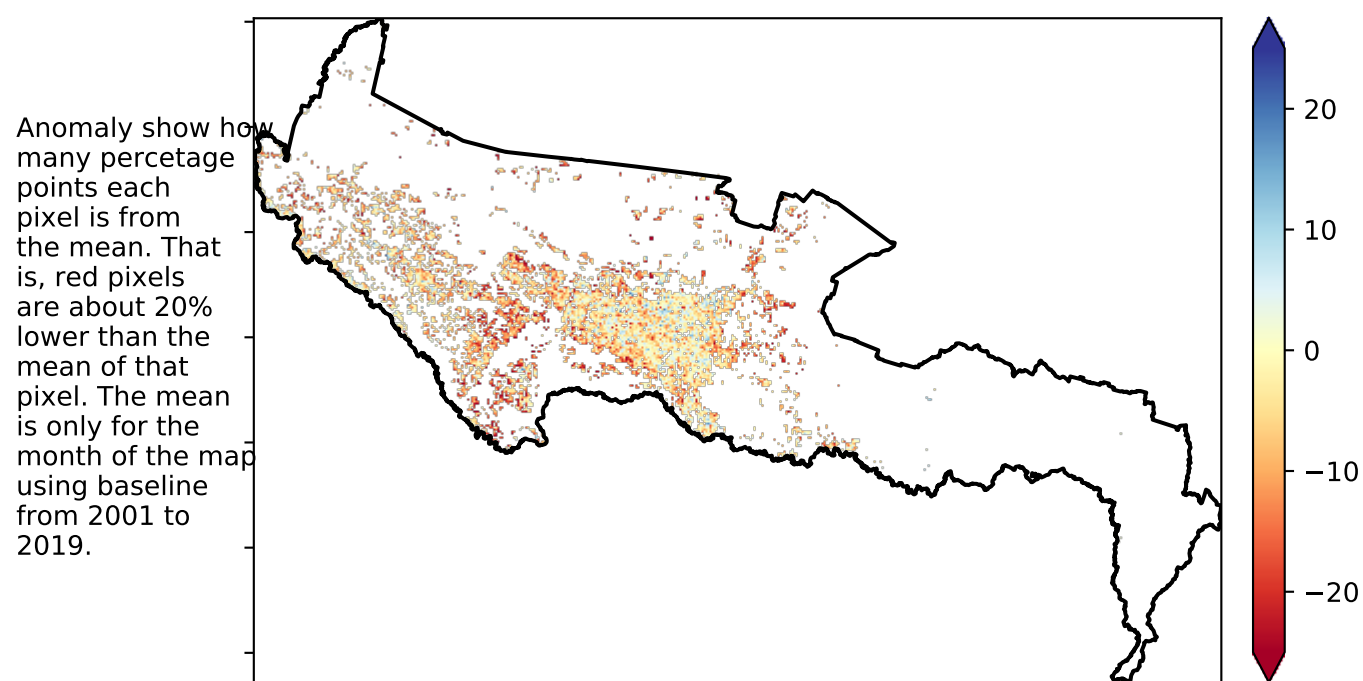 Anomaly show how
many percetage
points each
pixel is from
the mean. That
is, red pixels
are about 20%
lower than the
mean of that
pixel. The mean
is only for the
month of the map
using baseline
from 2001 to
2019.
20
10
0
−10
−20